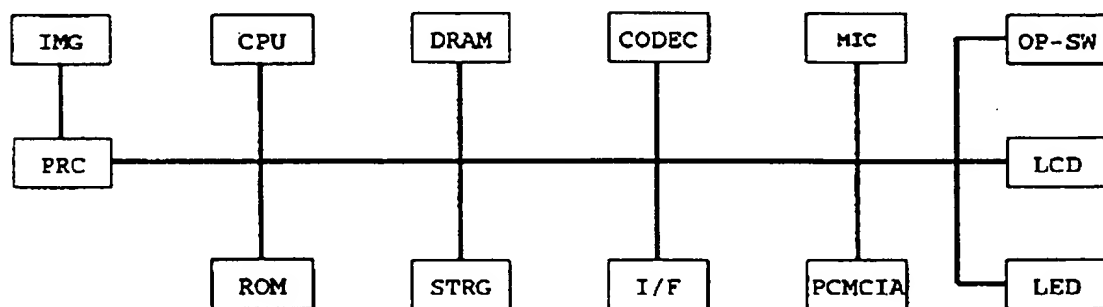 IMG
CPU
DRAM
CODEC
MIC
OP-SW
PRC
LCD
ROM
STRG
I/F
PCMCIA
LED